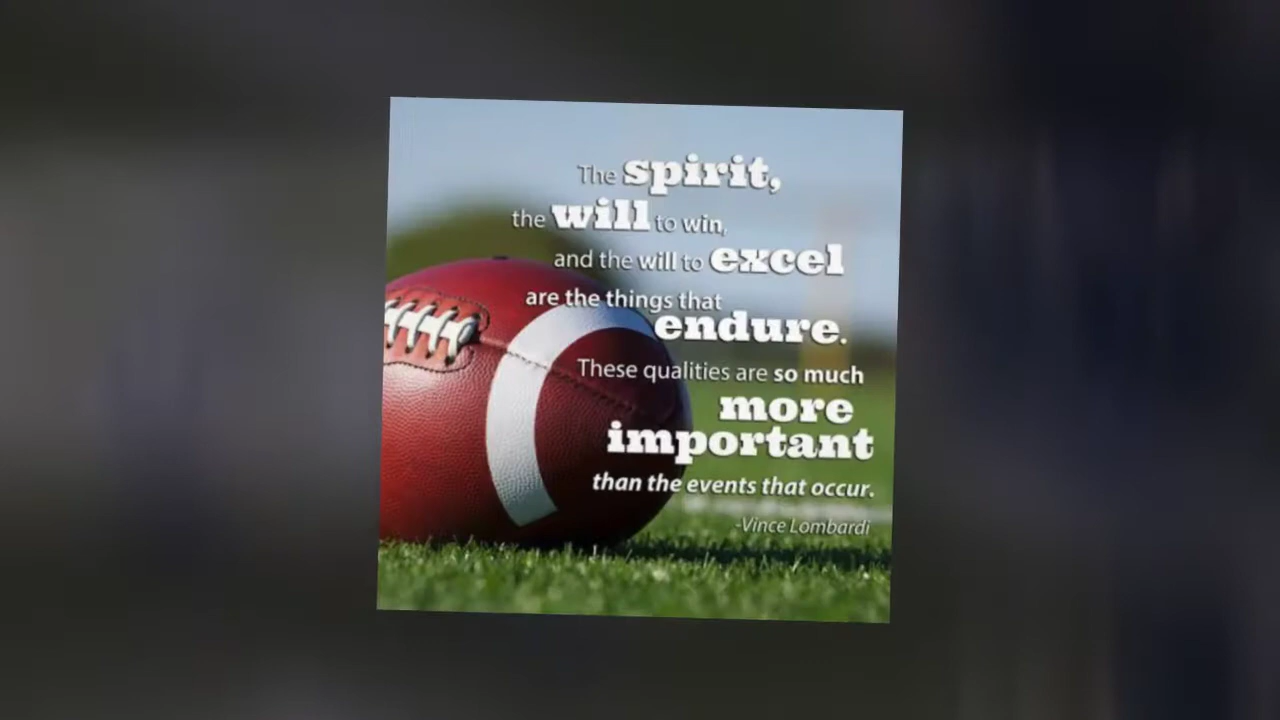 The spirit,
the will to win,
and the will to excel
are the things that
endure.
These qualities are so much
more
important
than the events that occur.
-Vince Lombardi